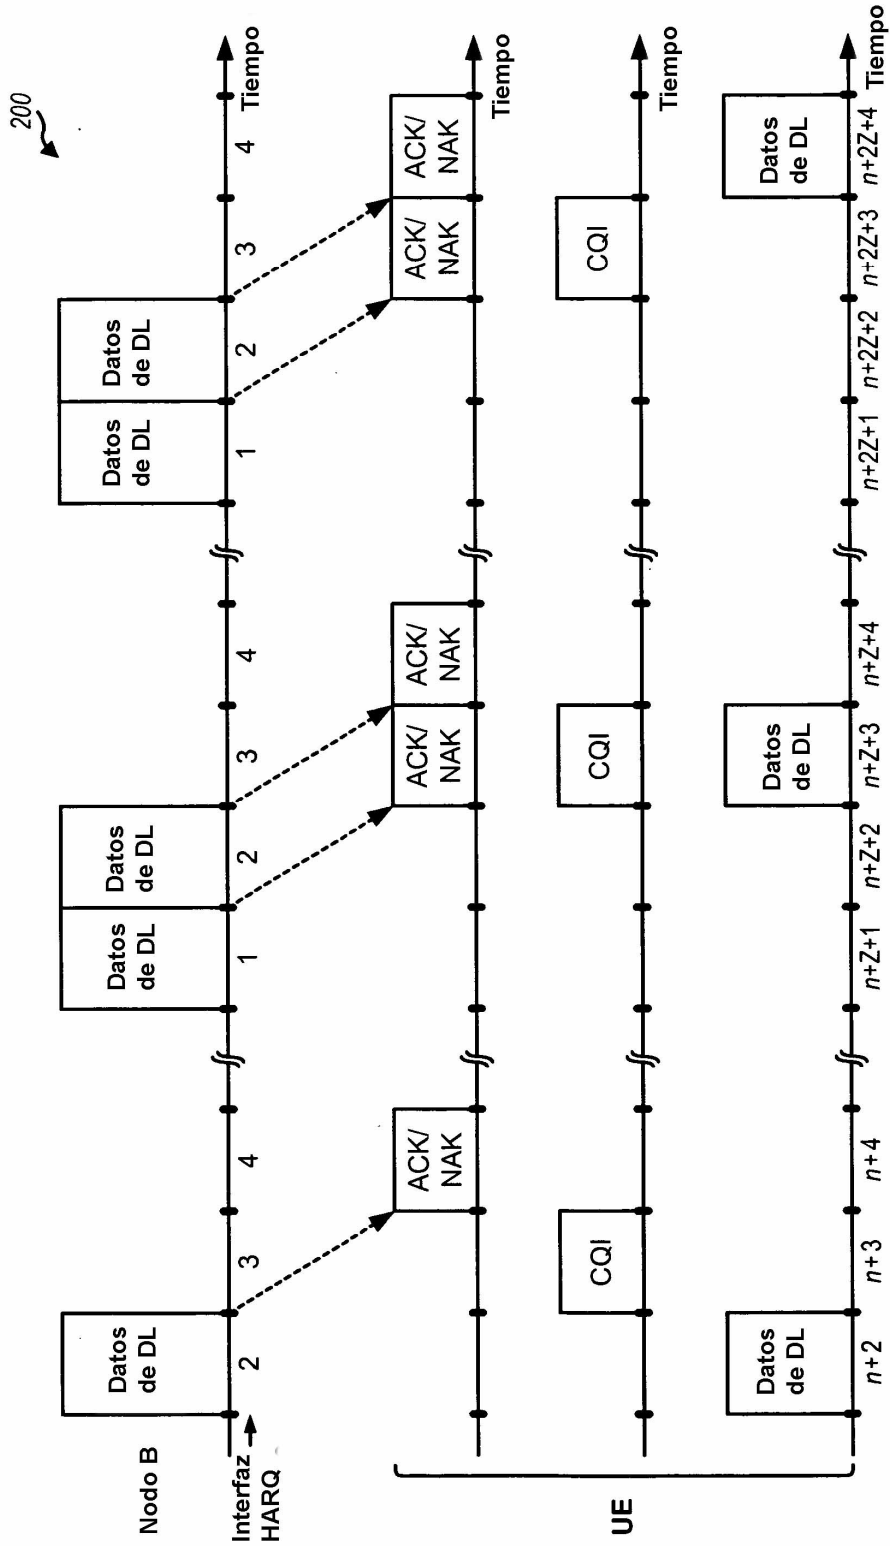 200
Nodo B
Datos
de DL
Datos
de DL
Datos
de DL
Datos
de DL
Datos
de DL
Interfaz
HARQ
2
3
4
1
2
3
4
1
2
3
4
Tiempo
ACK/
NAK
ACK/
NAK
ACK/
NAK
ACK/
NAK
ACK/
NAK
Tiempo
UE
CQI
CQI
CQI
Tiempo
Datos
de DL
Datos
de DL
Datos
de DL
n+2
n+3
n+4
n+Z+1
n+Z+2
n+Z+3
n+Z+4
n+2Z+1
n+2Z+2
n+2Z+3
n+2Z+4
Tiempo